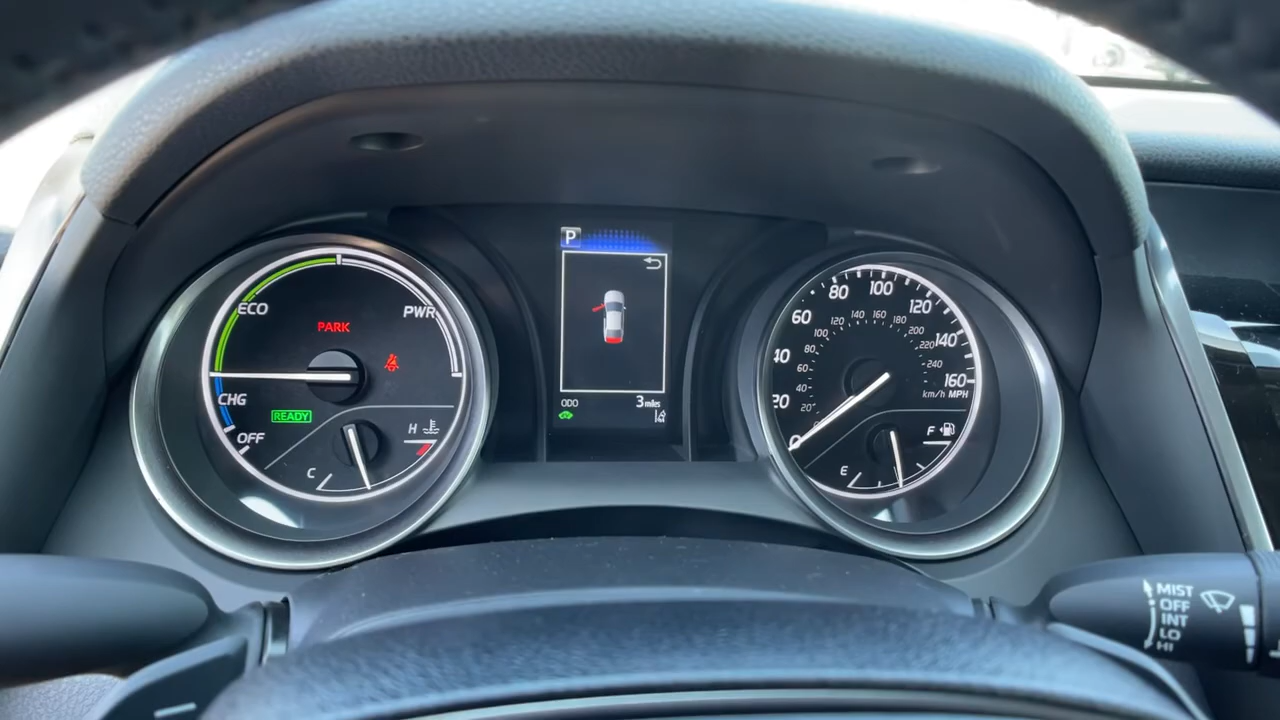 ECO
PWR
PARK
CHG
READY
OFF
H
C
P
ODO 3 miles
0
20
40
60
80
100
120
140
160
MPH
20
40
60
80
100
120
140
160
180
200
220
240
km/h
F
E
MIST
OFF
INT
LO
HI